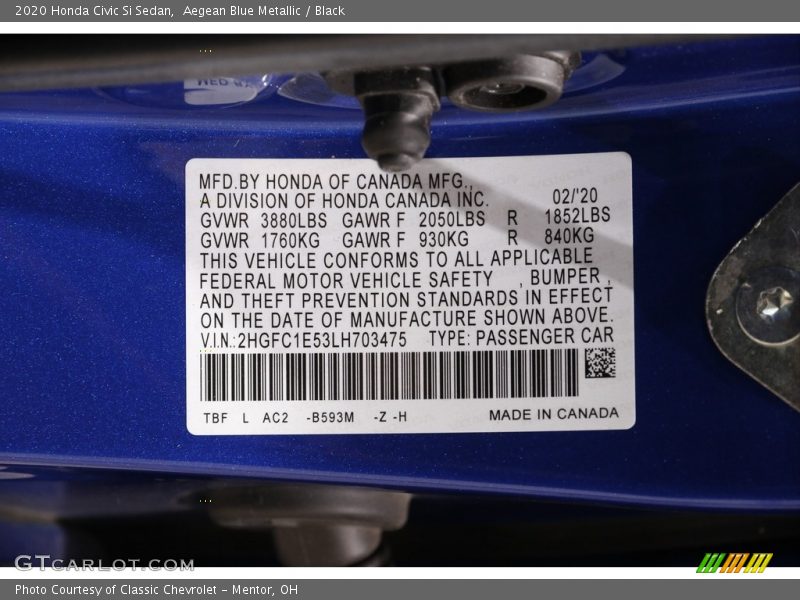 2020 Honda Civic Si Sedan,  Aegean Blue Metallic / Black
MFD.BY HONDA OF CANADA MFG.,
A DIVISION OF HONDA CANADA INC. 02/'20
GVWR 3880LBS GAWR F 2050LBS R 1852LBS
GVWR 1760KG GAWR F 930KG R 840KG
THIS VEHICLE CONFORMS TO ALL APPLICABLE
FEDERAL MOTOR VEHICLE SAFETY , BUMPER ,
AND THEFT PREVENTION STANDARDS IN EFFECT
ON THE DATE OF MANUFACTURE SHOWN ABOVE.
V.I.N.:2HGFC1E53LH703475 TYPE: PASSENGER CAR
TBF L AC2 -B593M -Z -H MADE IN CANADA
GTCARLOT.COM
Photo Courtesy of Classic Chevrolet - Mentor, OH